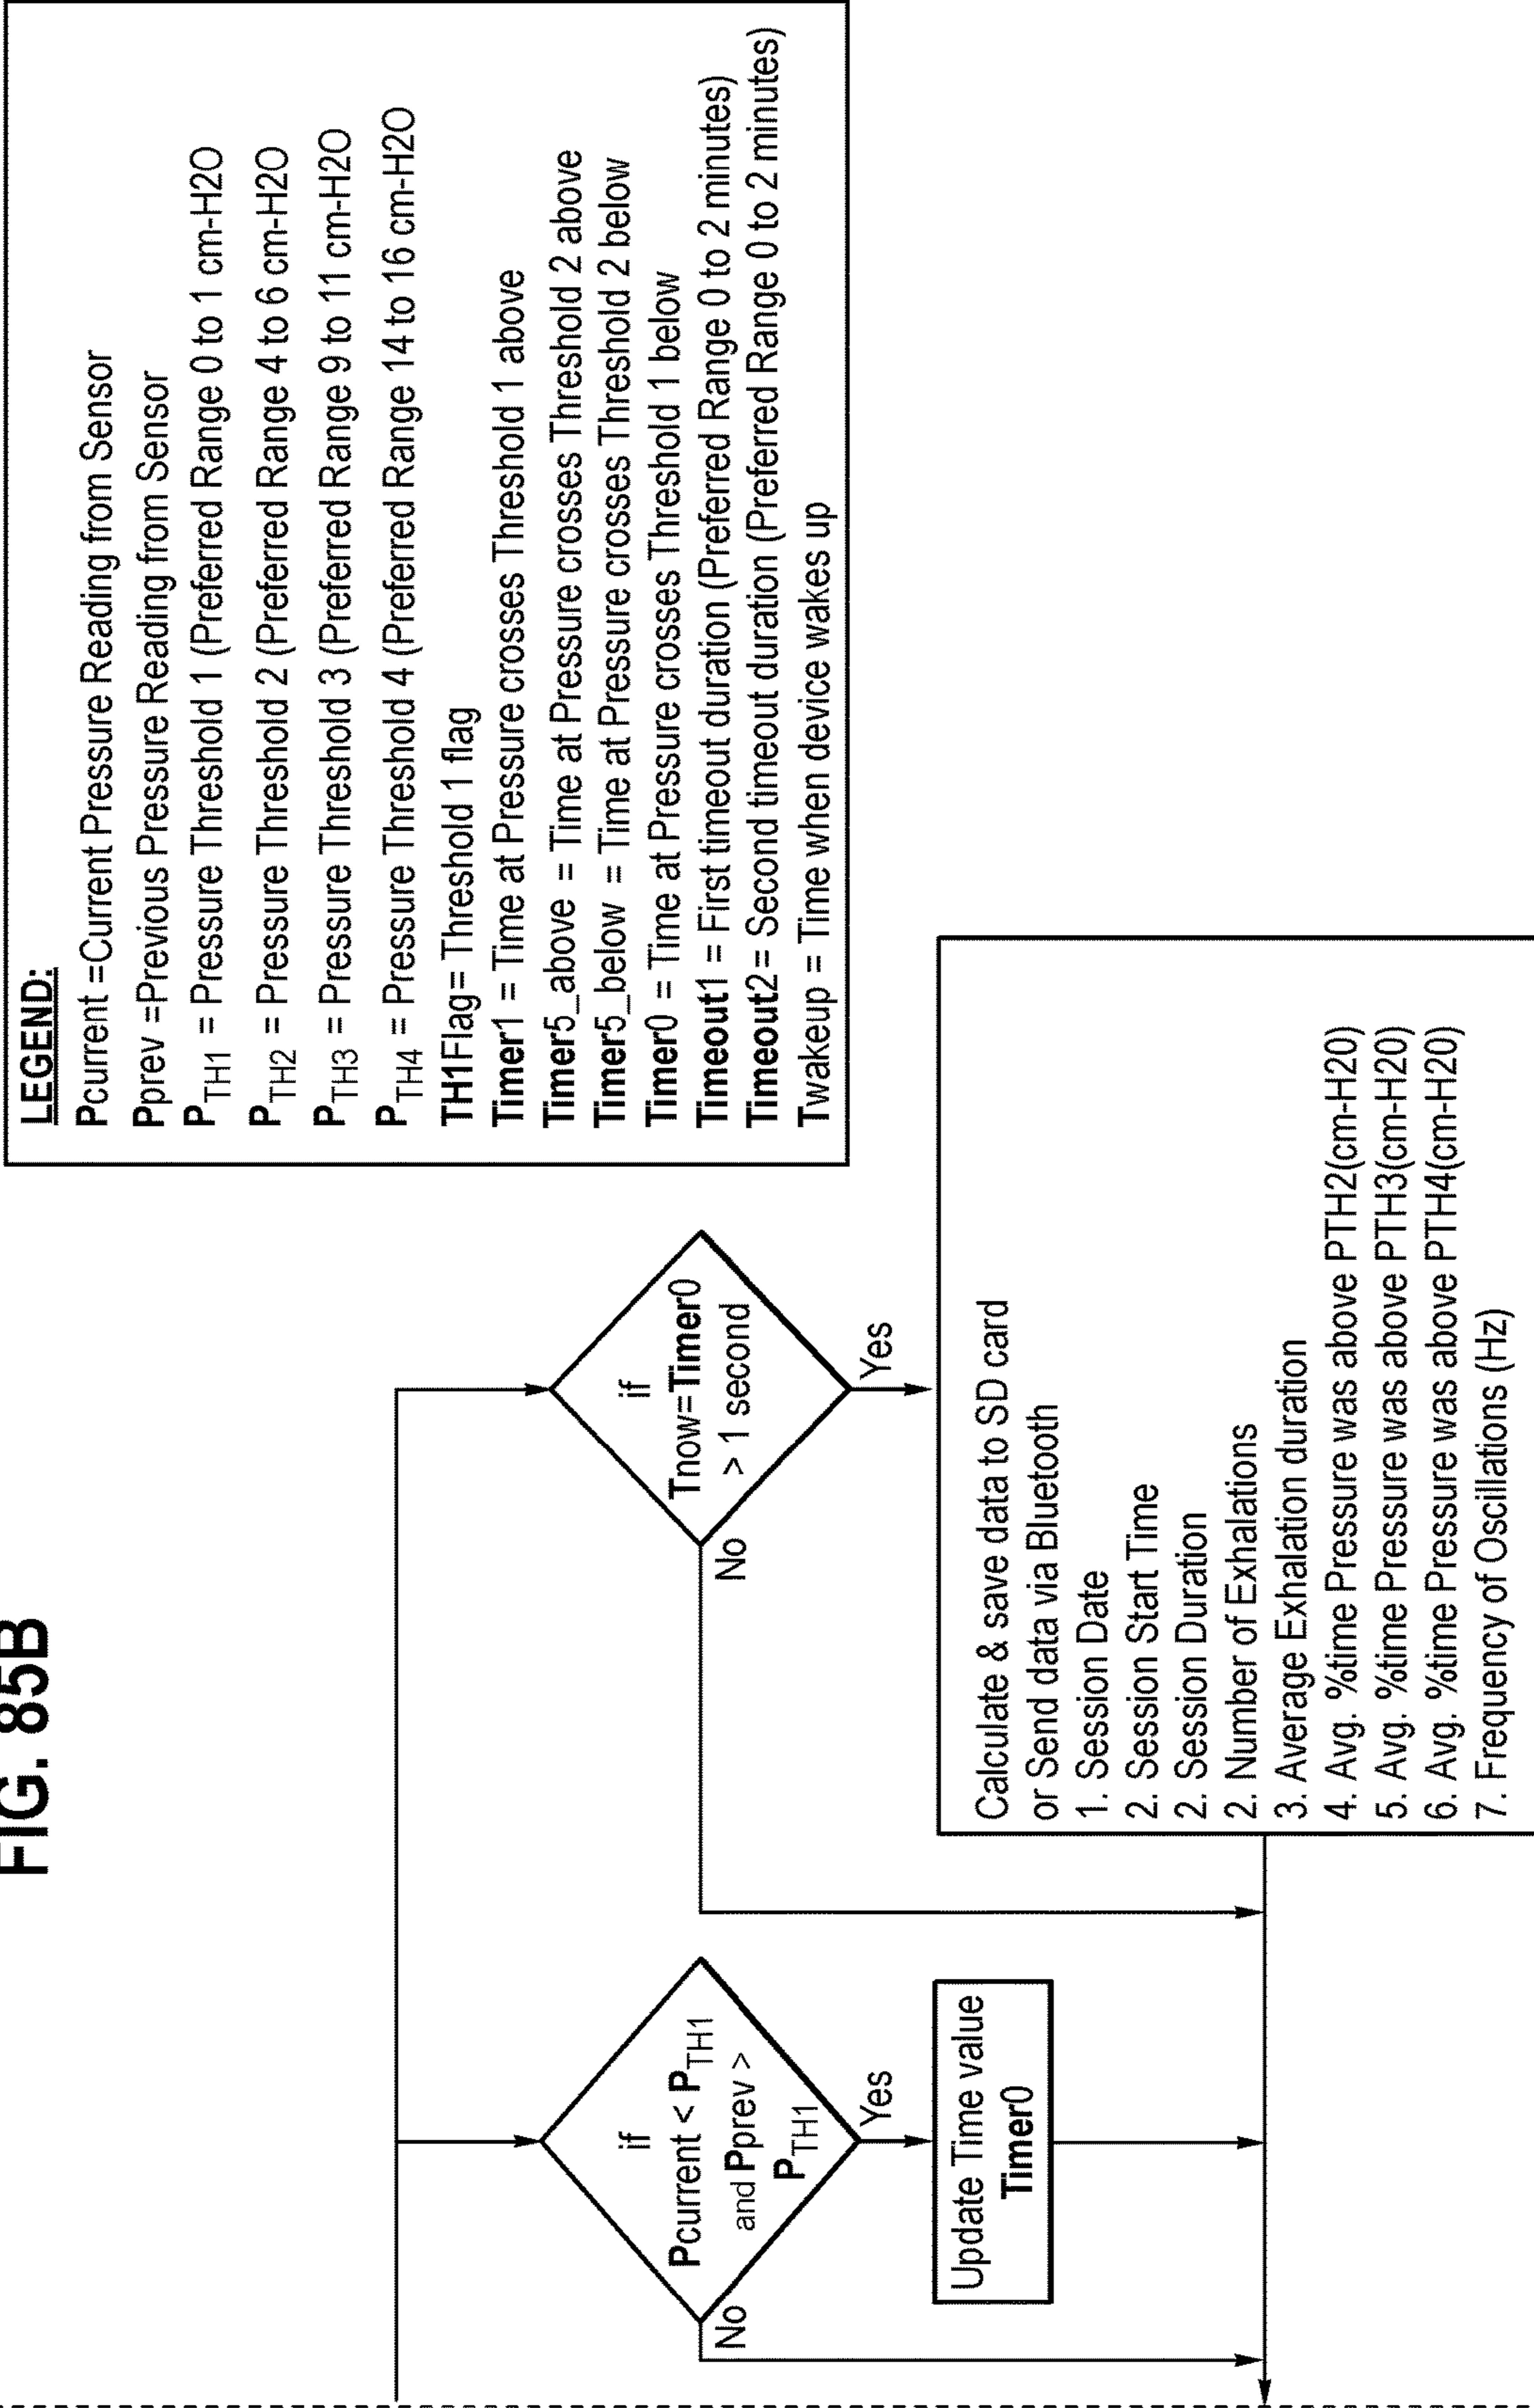 FIG. 85B
if
Pcurrent < PTH1
and Pprev >
PTH1
No
Yes
Update Time value
Timer0
if
Tnow=Timer0
> 1 second
No
Yes
Calculate & save data to SD card
or Send data via Bluetooth
1. Session Date
2. Session Start Time
2. Session Duration
2. Number of Exhalations
3. Average Exhalation duration
4. Avg. %time Pressure was above PTH2(cm-H20)
5. Avg. %time Pressure was above PTH3(cm-H20)
6. Avg. %time Pressure was above PTH4(cm-H20)
7. Frequency of Oscillations (Hz)
LEGEND:
Pcurrent =Current Pressure Reading from Sensor
Pprev =Previous Pressure Reading from Sensor
PTH1 = Pressure Threshold 1 (Preferred Range 0 to 1 cm-H2O
PTH2 = Pressure Threshold 2 (Preferred Range 4 to 6 cm-H2O
PTH3 = Pressure Threshold 3 (Preferred Range 9 to 11 cm-H2O
PTH4 = Pressure Threshold 4 (Preferred Range 14 to 16 cm-H2O
TH1Flag= Threshold 1 flag
Timer1 = Time at Pressure crosses Threshold 1 above
Timer5_above = Time at Pressure crosses Threshold 2 above
Timer5_below = Time at Pressure crosses Threshold 2 below
Timer0 = Time at Pressure crosses Threshold 1 below
Timeout1 = First timeout duration (Preferred Range 0 to 2 minutes)
Timeout2= Second timeout duration (Preferred Range 0 to 2 minutes)
Twakeup = Time when device wakes up